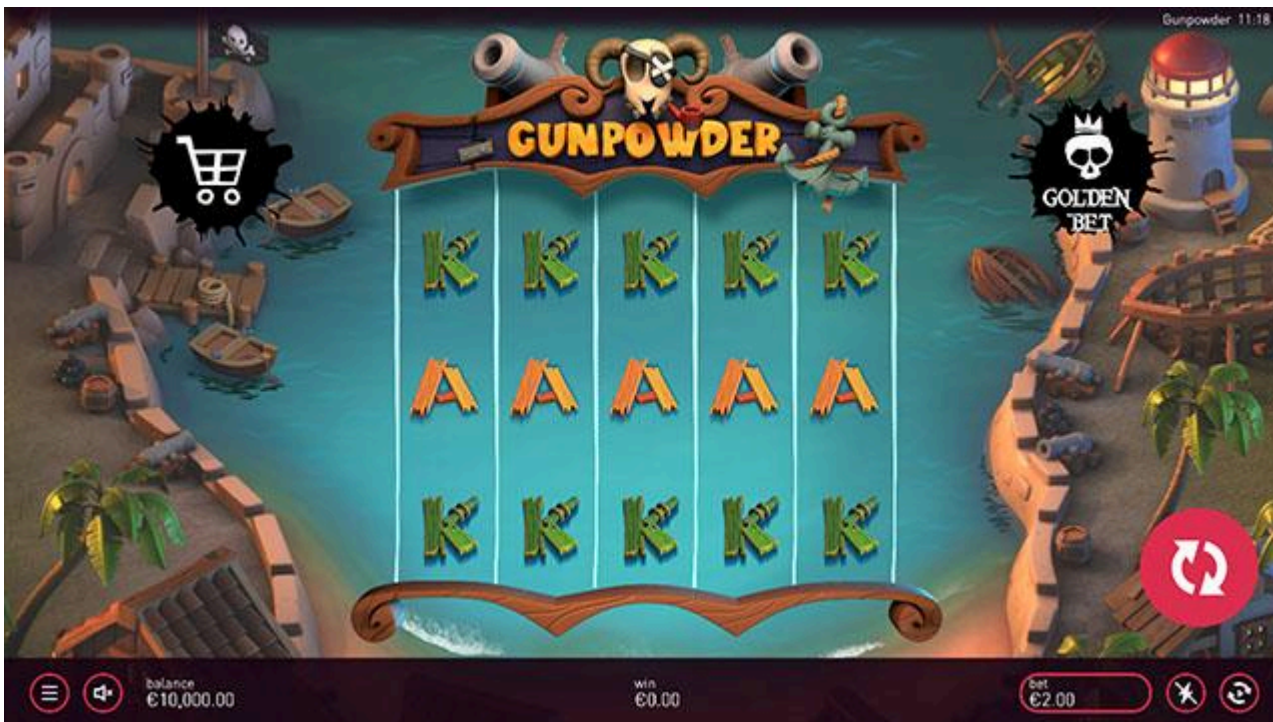 Gunpowder 11:18
GUNPOWDER
GOLDEN
BET
K K K K K
A A A A A
K K K K K
balance
€10,000.00
win
€0.00
bet
€2.00